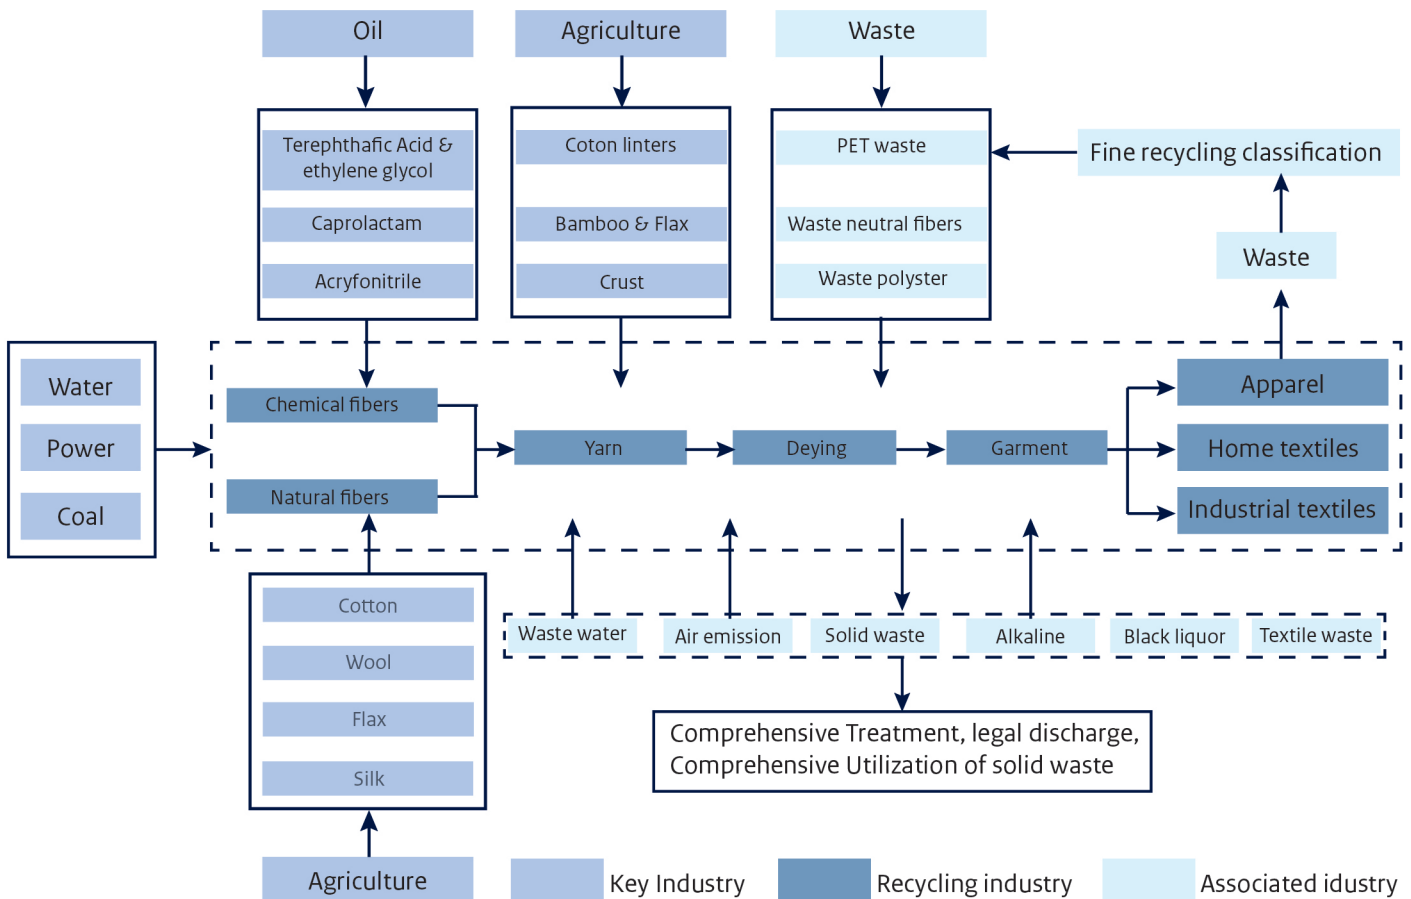 Oil
Agriculture
Waste
Terephthafic Acid &
ethylene glycol
Caprolactam
Acryfonitrile
Coton linters
Bamboo & Flax
Crust
PET waste
Waste neutral fibers
Waste polyster
Fine recycling classification
Waste
Water
Power
Coal
Chemical fibers
Natural fibers
Yarn
Deying
Garment
Apparel
Home textiles
Industrial textiles
Cotton
Wool
Flax
Silk
Agriculture
Waste water
Air emission
Solid waste
Alkaline
Black liquor
Textile waste
Comprehensive Treatment, legal discharge,
Comprehensive Utilization of solid waste
Key Industry
Recycling industry
Associated idustry